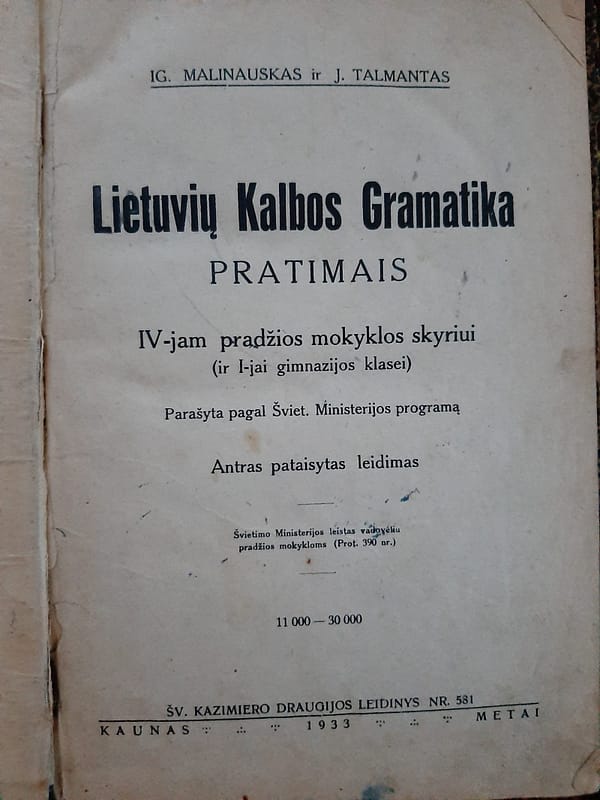 IG. MALINAUSKAS ir J. TALMANTAS
Lietuvių Kalbos Gramatika
PRATIMAIS
IV-jam pradžios mokyklos skyriui
(ir I-jai gimnazijos klasei)
Parašyta pagal Šviet. Ministerijos programą
Antras pataisytas leidimas
Švietimo Ministerijos leistas vadovėliu
pradžios mokykloms (Prot. 390 nr.)
11 000 — 30 000
ŠV. KAZIMIERO DRAUGIJOS LEIDINYS NR. 581
KAUNAS 1933 METAI